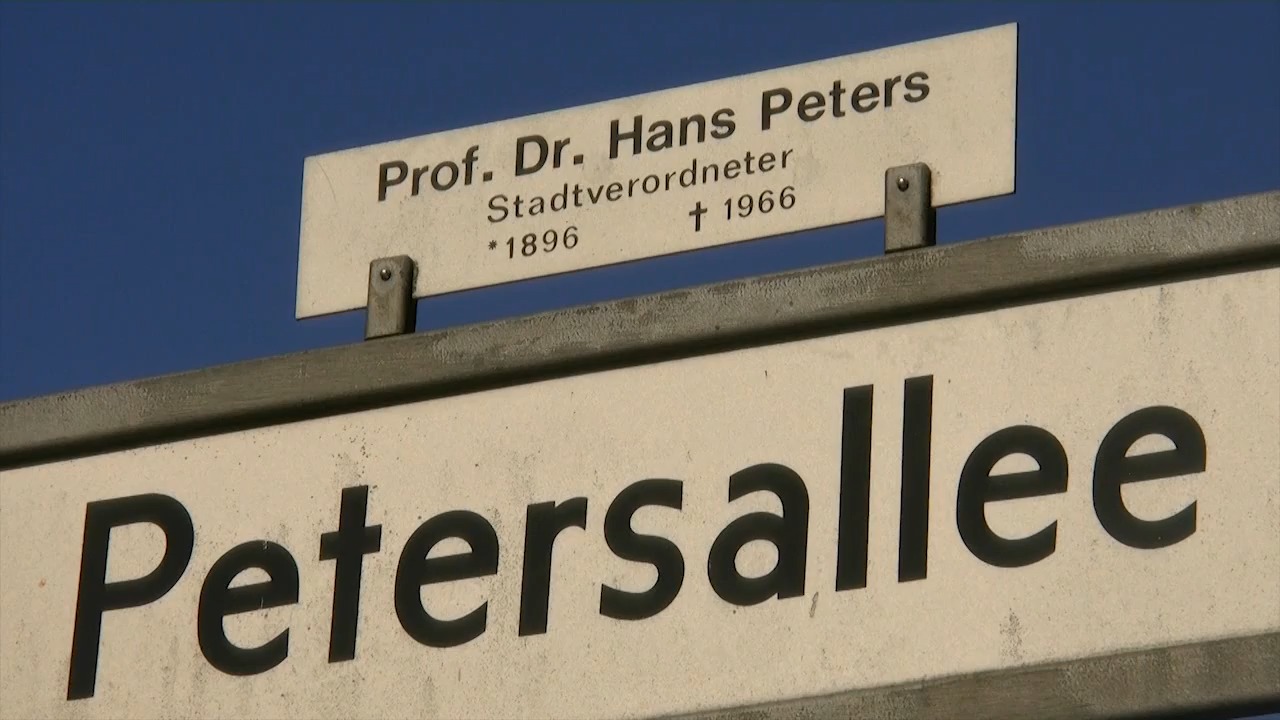 Prof. Dr. Hans Peters
Stadtverordneter
*1896 † 1966
Petersallee